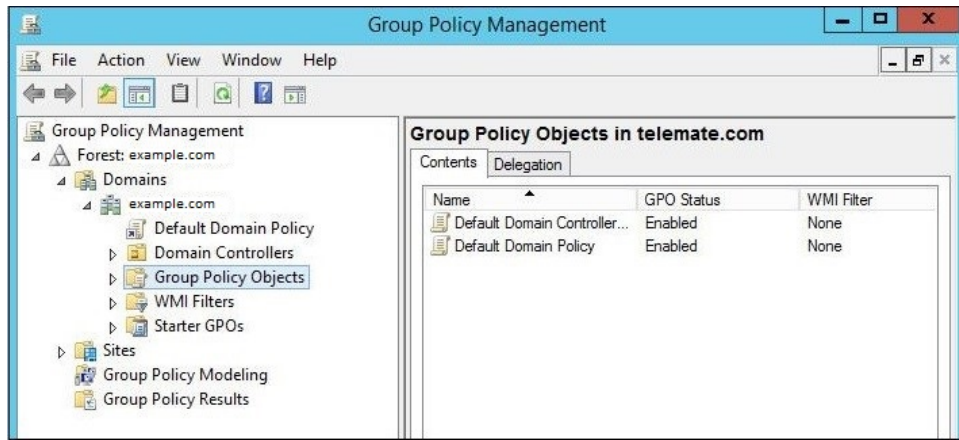 Group Policy Management
File Action View Window Help
Group Policy Management
Forest: example.com
Domains
example.com
Default Domain Policy
Domain Controllers
Group Policy Objects
WMI Filters
Starter GPOs
Sites
Group Policy Modeling
Group Policy Results
Group Policy Objects in telemate.com
Contents Delegation
Name GPO Status WMI Filter
Default Domain Controller... Enabled None
Default Domain Policy Enabled None